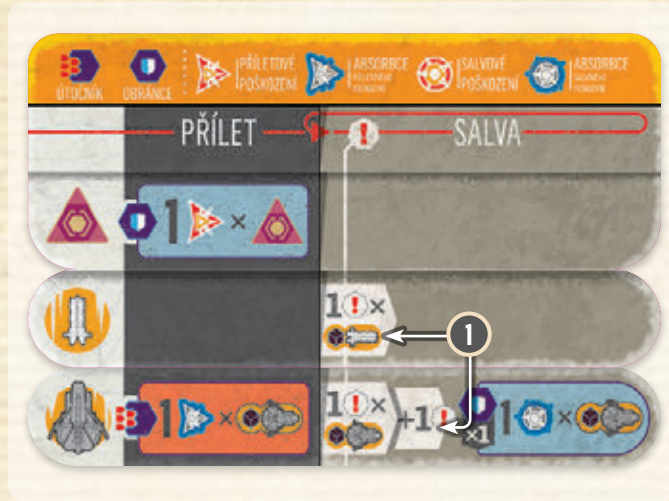 PŘÍLETOVÉ ABSORBCE SALVOVÉ ABSORBCE
POŠKOZENÍ POŠKOZENÍ
ÚTOČNÍK OBRÁNCE
PŘÍLET ! SALVA
1 ×
1 ! ×
1
1 × 1 ! × +1 ! ×1 1 ×